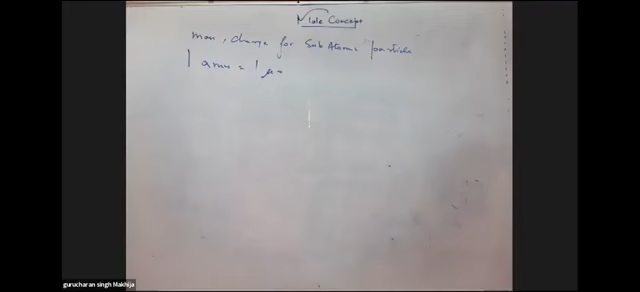 Mole Concept
mass, charge for Sub Atomic particle
1 amu = 1 u =
gurucharan singh Makhija